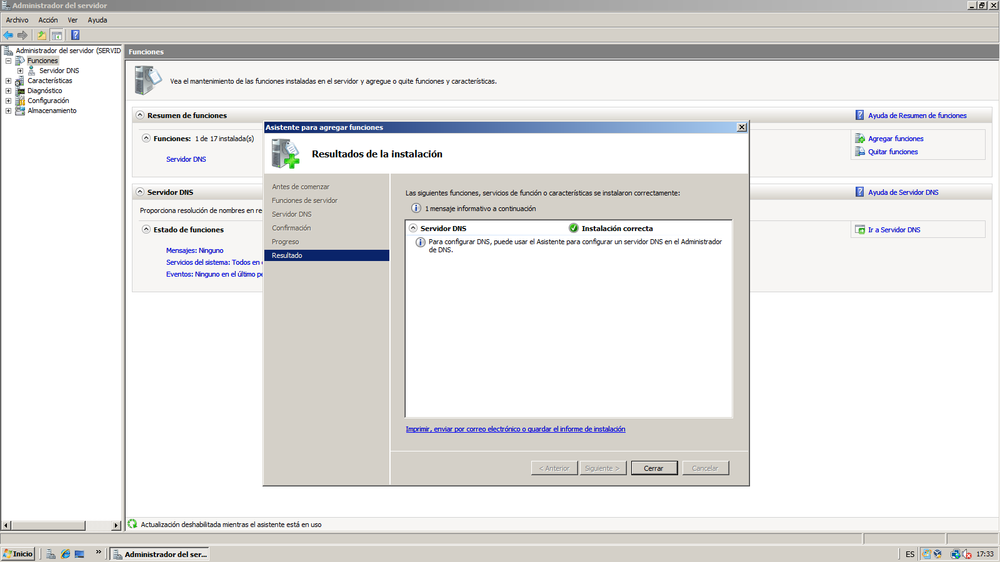 Administrador del servidor
Archivo Acción Ver Ayuda
Administrador del servidor (SERVID
Funciones
Servidor DNS
Características
Diagnóstico
Configuración
Almacenamiento
Funciones
Vea el mantenimiento de las funciones instaladas en el servidor y agregue o quite funciones y características.
Resumen de funciones
Ayuda de Resumen de funciones
Funciones: 1 de 17 instalada(s)
Servidor DNS
Agregar funciones
Quitar funciones
Servidor DNS
Ayuda de Servidor DNS
Proporciona resolución de nombres en re
Estado de funciones
Ir a Servidor DNS
Mensajes: Ninguno
Servicios del sistema: Todos en
Eventos: Ninguno en el último pe
Asistente para agregar funciones
Resultados de la instalación
Antes de comenzar
Funciones de servidor
Servidor DNS
Confirmación
Progreso
Resultado
Las siguientes funciones, servicios de función o características se instalaron correctamente:
1 mensaje informativo a continuación
Servidor DNS Instalación correcta
Para configurar DNS, puede usar el Asistente para configurar un servidor DNS en el Administrador
de DNS.
Imprimir, enviar por correo electrónico o guardar el informe de instalación
< Anterior Siguiente > Cerrar Cancelar
Actualización deshabilitada mientras el asistente está en uso
Inicio » Administrador del ser... ES 17:33